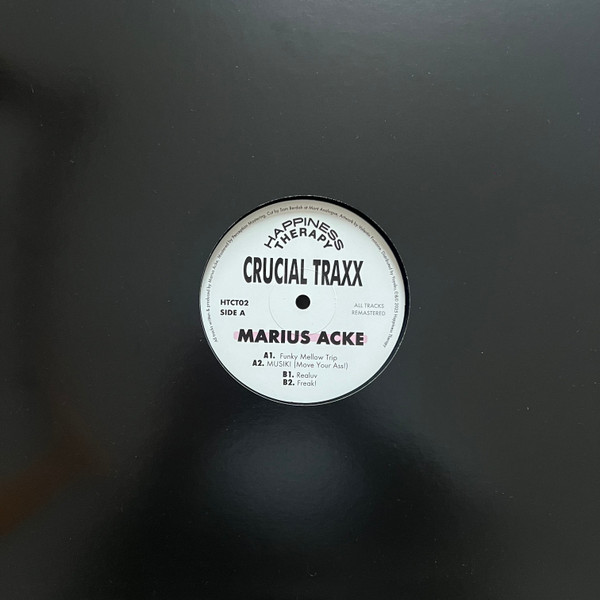 HAPPINESS
THERAPY
CRUCIAL TRAXX
HTCT02
SIDE A
ALL TRACKS
REMASTERED
MARIUS ACKE
A1. Funky Mellow Trip
A2. MUSIK! (Move Your Ass!)
B1. Realuv
B2. Freak!